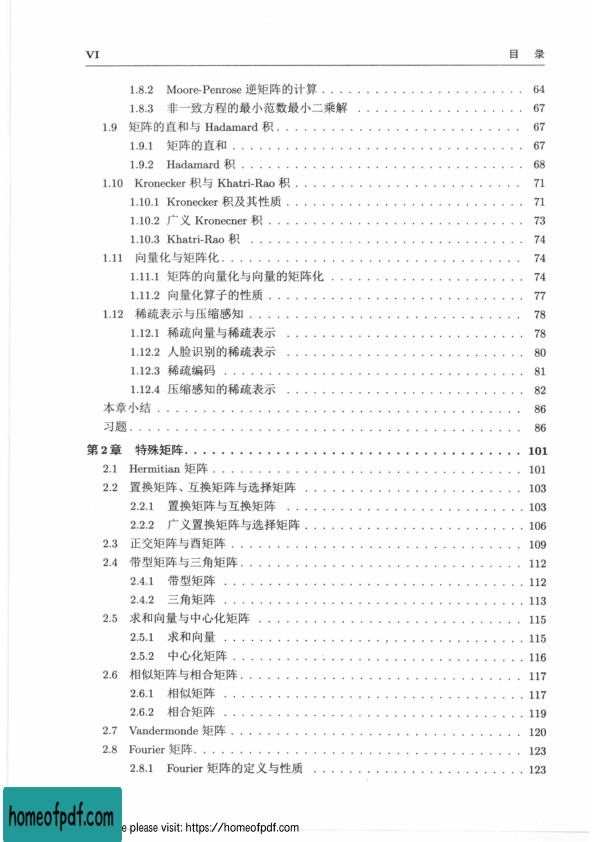 VI 目 录
1.8.2 Moore-Penrose 逆矩阵的计算 . . . . . . . . . . . . . . . . . . . . . . . 64
1.8.3 非一致方程的最小范数最小二乘解 . . . . . . . . . . . . . . . . . . . 67
1.9 矩阵的直和与 Hadamard 积 . . . . . . . . . . . . . . . . . . . . . . . . . . . . 67
1.9.1 矩阵的直和 . . . . . . . . . . . . . . . . . . . . . . . . . . . . . . . . . 67
1.9.2 Hadamard 积 . . . . . . . . . . . . . . . . . . . . . . . . . . . . . . . . 68
1.10 Kronecker 积与 Khatri-Rao 积 . . . . . . . . . . . . . . . . . . . . . . . . . . 71
1.10.1 Kronecker 积及其性质 . . . . . . . . . . . . . . . . . . . . . . . . . . . 71
1.10.2 广义 Kronecner 积 . . . . . . . . . . . . . . . . . . . . . . . . . . . . . 73
1.10.3 Khatri-Rao 积 . . . . . . . . . . . . . . . . . . . . . . . . . . . . . . . 74
1.11 向量化与矩阵化 . . . . . . . . . . . . . . . . . . . . . . . . . . . . . . . . . . 74
1.11.1 矩阵的向量化与向量的矩阵化 . . . . . . . . . . . . . . . . . . . . . . 74
1.11.2 向量化算子的性质 . . . . . . . . . . . . . . . . . . . . . . . . . . . . . 77
1.12 稀疏表示与压缩感知 . . . . . . . . . . . . . . . . . . . . . . . . . . . . . . . 78
1.12.1 稀疏向量与稀疏表示 . . . . . . . . . . . . . . . . . . . . . . . . . . . 78
1.12.2 人脸识别的稀疏表示 . . . . . . . . . . . . . . . . . . . . . . . . . . . 80
1.12.3 稀疏编码 . . . . . . . . . . . . . . . . . . . . . . . . . . . . . . . . . . 81
1.12.4 压缩感知的稀疏表示 . . . . . . . . . . . . . . . . . . . . . . . . . . . 82
本章小结 . . . . . . . . . . . . . . . . . . . . . . . . . . . . . . . . . . . . . . . . . 86
习题 . . . . . . . . . . . . . . . . . . . . . . . . . . . . . . . . . . . . . . . . . . . . 86
第 2 章 特殊矩阵 . . . . . . . . . . . . . . . . . . . . . . . . . . . . . . . . . . . . . 101
2.1 Hermitian 矩阵 . . . . . . . . . . . . . . . . . . . . . . . . . . . . . . . . . . . 101
2.2 置换矩阵、互换矩阵与选择矩阵 . . . . . . . . . . . . . . . . . . . . . . . . . 103
2.2.1 置换矩阵与互换矩阵 . . . . . . . . . . . . . . . . . . . . . . . . . . . 103
2.2.2 广义置换矩阵与选择矩阵 . . . . . . . . . . . . . . . . . . . . . . . . . 106
2.3 正交矩阵与酉矩阵 . . . . . . . . . . . . . . . . . . . . . . . . . . . . . . . . . 109
2.4 带型矩阵与三角矩阵 . . . . . . . . . . . . . . . . . . . . . . . . . . . . . . . . 112
2.4.1 带型矩阵 . . . . . . . . . . . . . . . . . . . . . . . . . . . . . . . . . . 112
2.4.2 三角矩阵 . . . . . . . . . . . . . . . . . . . . . . . . . . . . . . . . . . 113
2.5 求和向量与中心化矩阵 . . . . . . . . . . . . . . . . . . . . . . . . . . . . . . 115
2.5.1 求和向量 . . . . . . . . . . . . . . . . . . . . . . . . . . . . . . . . . . 115
2.5.2 中心化矩阵 . . . . . . . . . . . . . . . . . . . . . . . . . . . . . . . . . 116
2.6 相似矩阵与相合矩阵 . . . . . . . . . . . . . . . . . . . . . . . . . . . . . . . . 117
2.6.1 相似矩阵 . . . . . . . . . . . . . . . . . . . . . . . . . . . . . . . . . . 117
2.6.2 相合矩阵 . . . . . . . . . . . . . . . . . . . . . . . . . . . . . . . . . . 119
2.7 Vandermonde 矩阵 . . . . . . . . . . . . . . . . . . . . . . . . . . . . . . . . . 120
2.8 Fourier 矩阵 . . . . . . . . . . . . . . . . . . . . . . . . . . . . . . . . . . . . 123
2.8.1 Fourier 矩阵的定义与性质 . . . . . . . . . . . . . . . . . . . . . . . . 123
homeofpdf.com
e please visit: https://homeofpdf.com